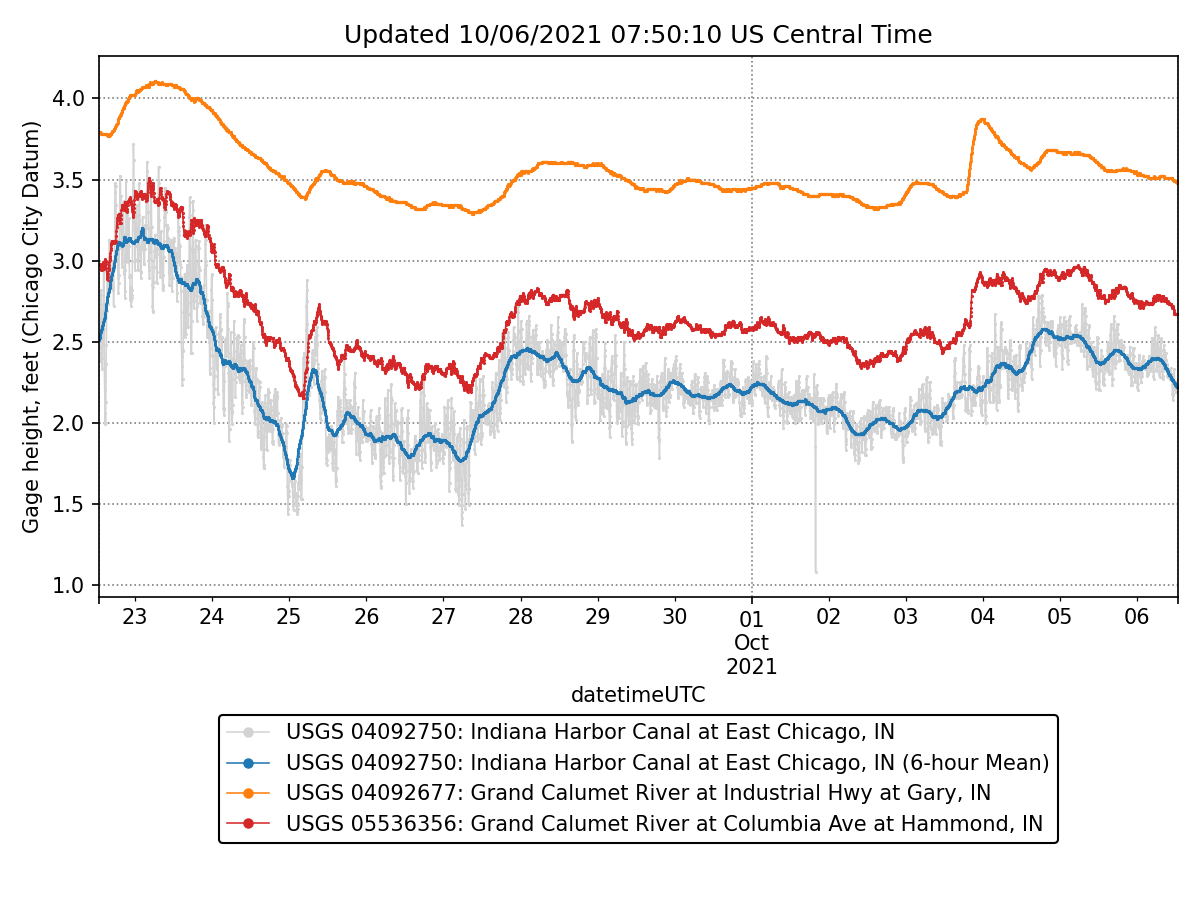 Updated 10/06/2021 07:50:10 US Central Time
Gage height, feet (Chicago City Datum)
4.0
3.5
3.0
2.5
2.0
1.5
1.0
23 24 25 26 27 28 29 30 01 02 03 04 05 06
Oct
2021
datetimeUTC
USGS 04092750: Indiana Harbor Canal at East Chicago, IN
USGS 04092750: Indiana Harbor Canal at East Chicago, IN (6-hour Mean)
USGS 04092677: Grand Calumet River at Industrial Hwy at Gary, IN
USGS 05536356: Grand Calumet River at Columbia Ave at Hammond, IN